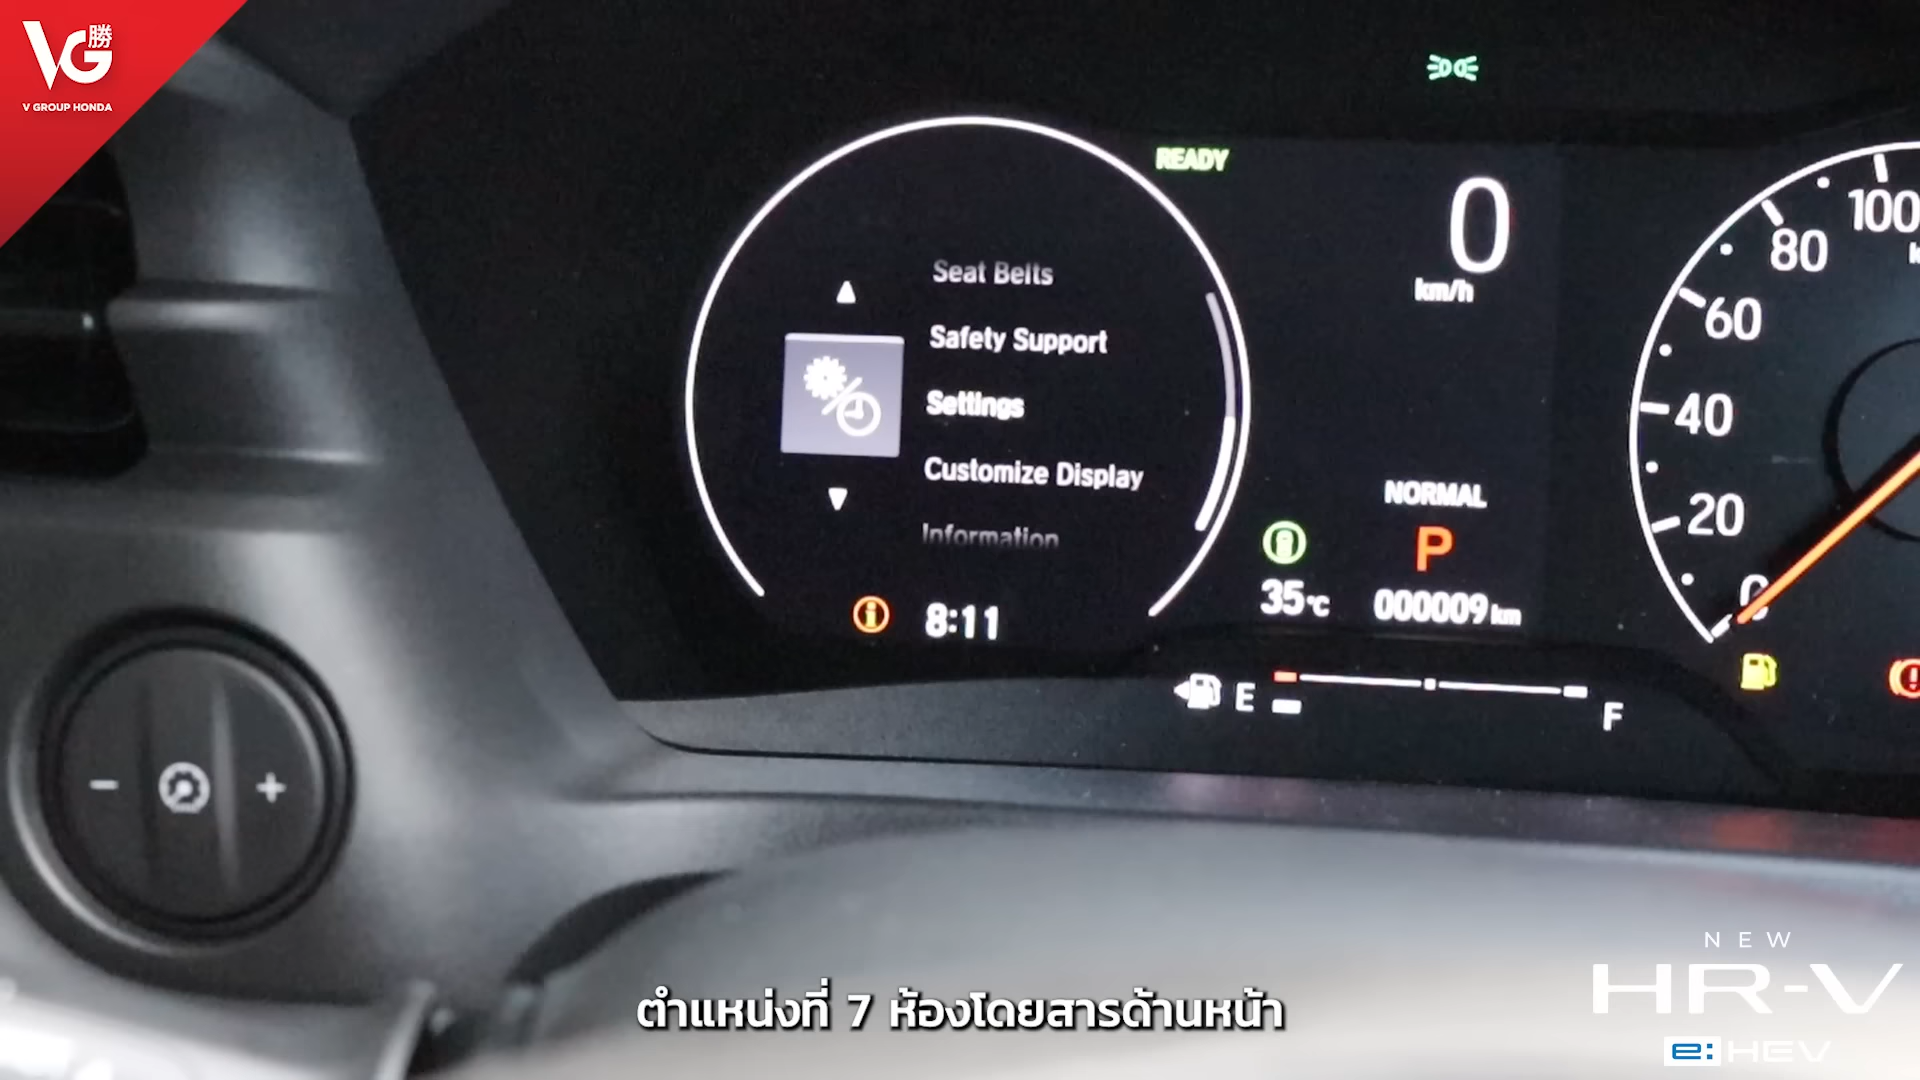 VG勝
V GROUP HONDA
READY
0
km/h
Seat Belts
Safety Support
Settings
Customize Display
Information
8:11
NORMAL
P
35°C
000009 km
E
F
100
80
60
40
20
0
- +
ตำแหน่งที่ 7 ห้องโดยสารด้านหน้า
NEW
HR-V
e:HEV